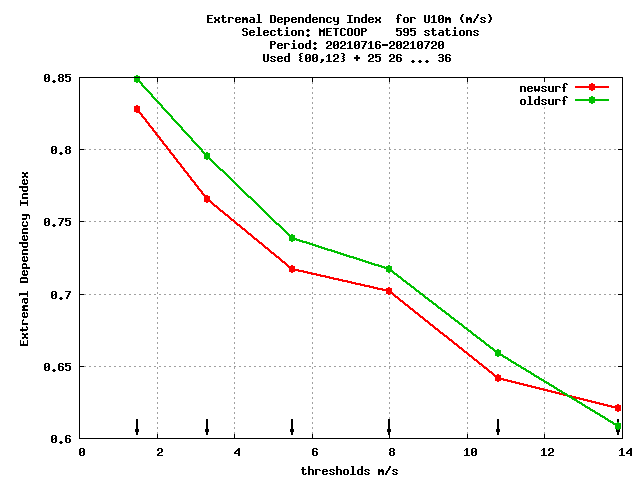 Extremal Dependency Index  for U10m (m/s)
Selection: METCOOP    595 stations
Period: 20210716-20210720
Used {00,12} + 25 26 ... 36
newsurf
oldsurf
0.85
0.8
0.75
0.7
0.65
0.6
Extremal Dependency Index
0 2 4 6 8 10 12 14
thresholds m/s